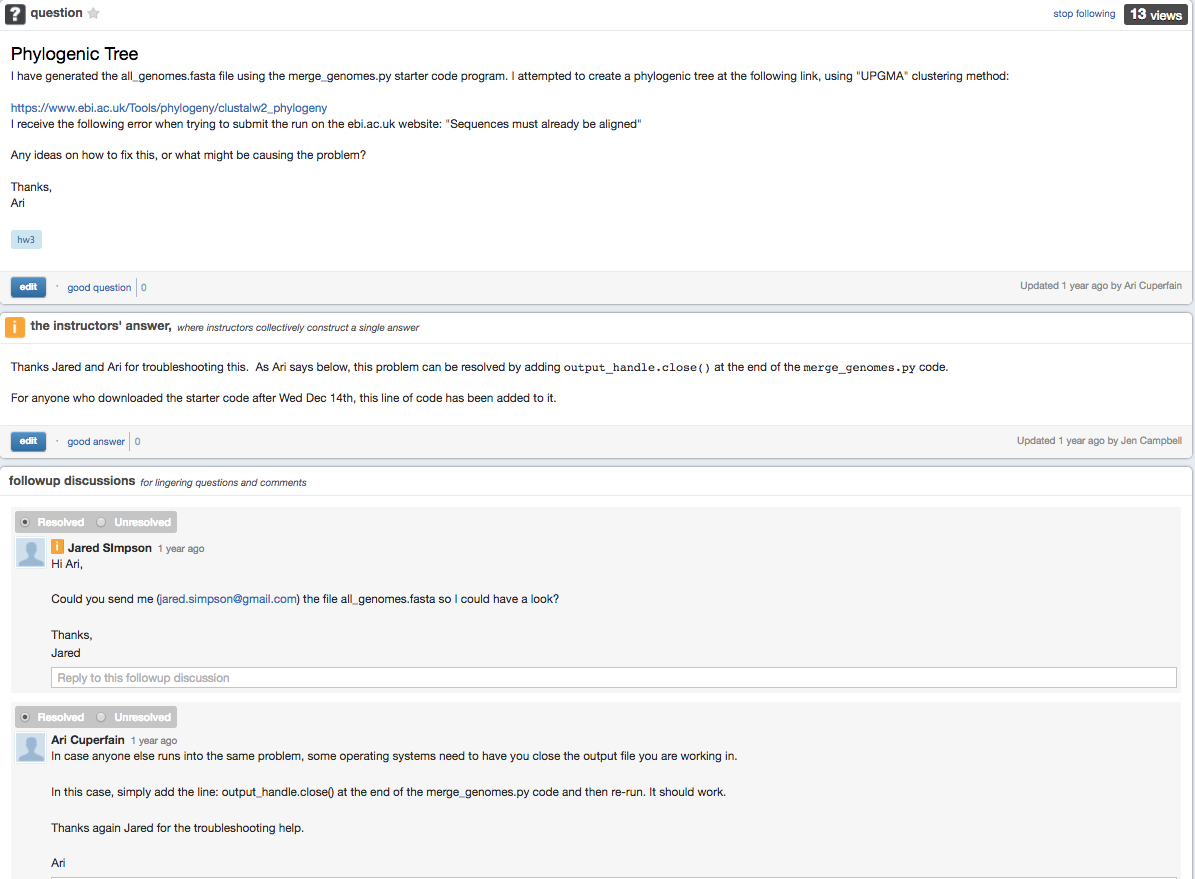 ? question
stop following 13 views
Phylogenic Tree
I have generated the all_genomes.fasta file using the merge_genomes.py starter code program. I attempted to create a phylogenic tree at the following link, using "UPGMA" clustering method:
https://www.ebi.ac.uk/Tools/phylogeny/clustalw2_phylogeny
I receive the following error when trying to submit the run on the ebi.ac.uk website: "Sequences must already be aligned"
Any ideas on how to fix this, or what might be causing the problem?
Thanks,
Ari
hw3
edit · good question 0
Updated 1 year ago by Ari Cuperfain
i the instructors' answer, where instructors collectively construct a single answer
Thanks Jared and Ari for troubleshooting this. As Ari says below, this problem can be resolved by adding output_handle.close() at the end of the merge_genomes.py code.
For anyone who downloaded the starter code after Wed Dec 14th, this line of code has been added to it.
edit · good answer 0
Updated 1 year ago by Jen Campbell
followup discussions for lingering questions and comments
Resolved Unresolved
i Jared SImpson 1 year ago
Hi Ari,
Could you send me (jared.simpson@gmail.com) the file all_genomes.fasta so I could have a look?
Thanks,
Jared
Reply to this followup discussion
Resolved Unresolved
Ari Cuperfain 1 year ago
In case anyone else runs into the same problem, some operating systems need to have you close the output file you are working in.
In this case, simply add the line: output_handle.close() at the end of the merge_genomes.py code and then re-run. It should work.
Thanks again Jared for the troubleshooting help.
Ari